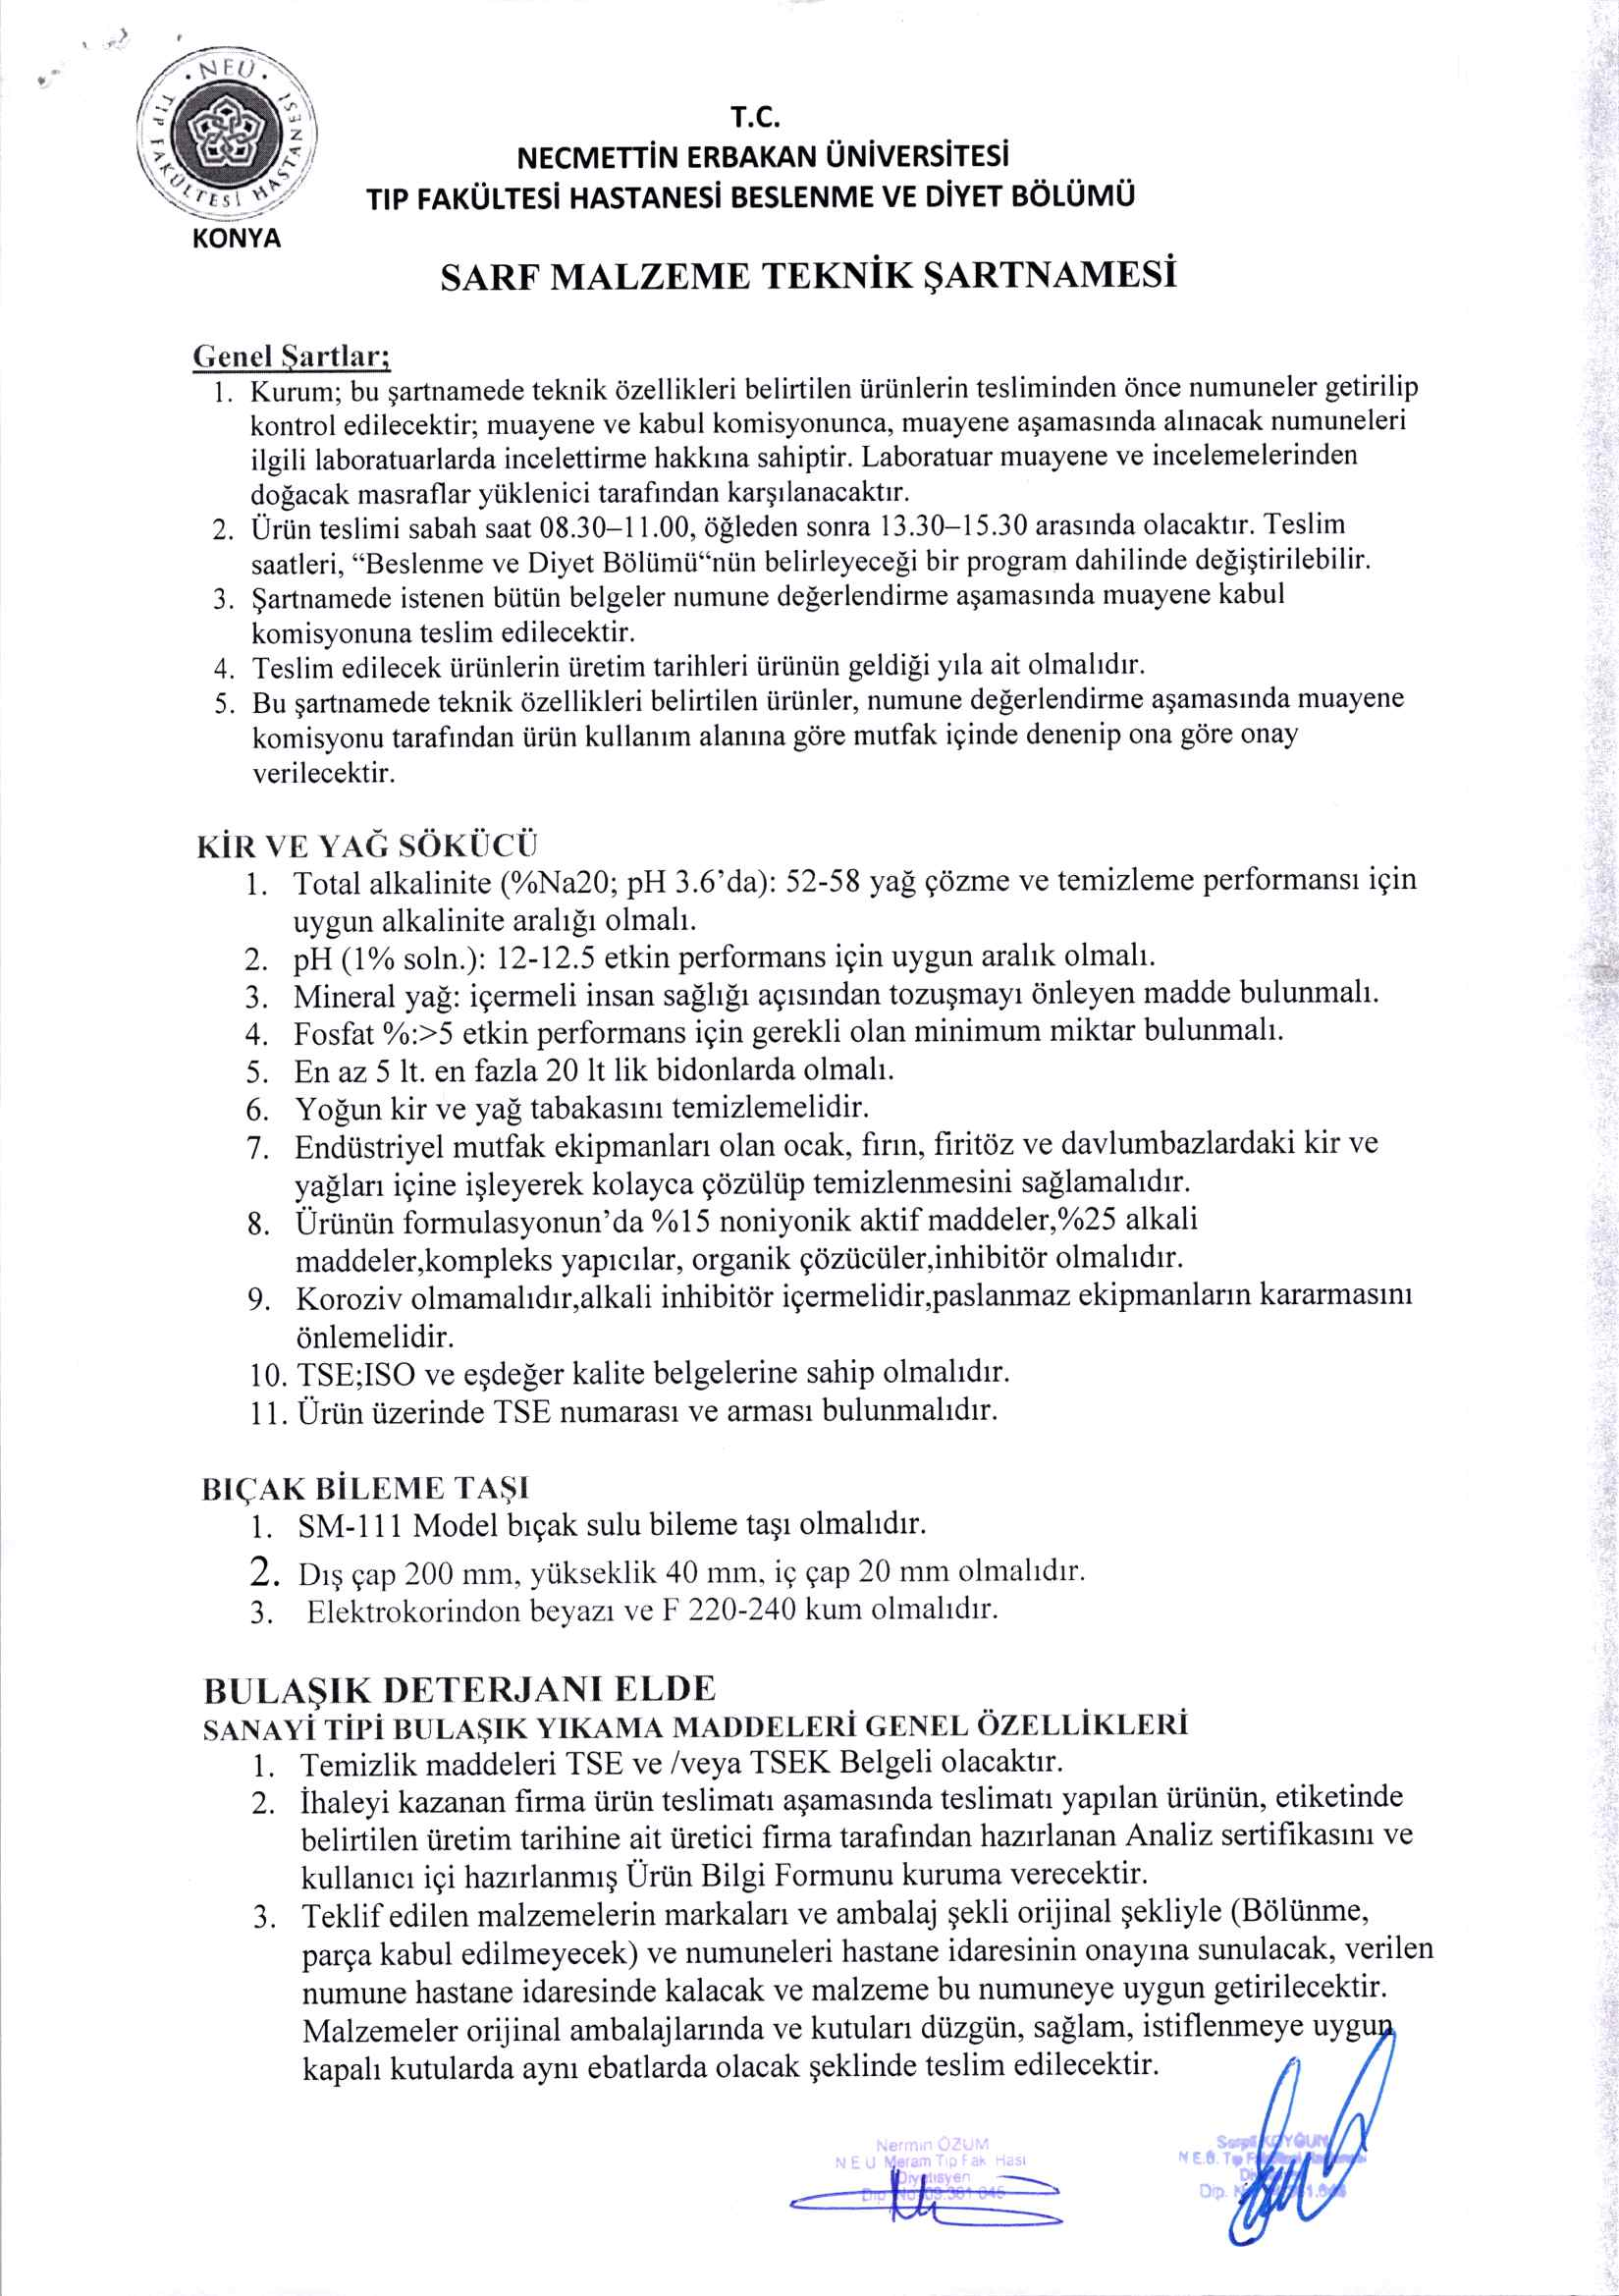 NEÜ
TIP FAKÜLTESİ HASTANESİ
KONYA
T.C.
NECMETTİN ERBAKAN ÜNİVERSİTESİ
TIP FAKÜLTESİ HASTANESİ BESLENME VE DİYET BÖLÜMÜ
SARF MALZEME TEKNİK ŞARTNAMESİ
Genel Şartlar;
1. Kurum; bu şartnamede teknik özellikleri belirtilen ürünlerin tesliminden önce numuneler getirilip
kontrol edilecektir; muayene ve kabul komisyonunca, muayene aşamasında alınacak numuneleri
ilgili laboratuarlarda incelettirme hakkına sahiptir. Laboratuar muayene ve incelemelerinden
doğacak masraflar yüklenici tarafından karşılanacaktır.
2. Ürün teslimi sabah saat 08.30–11.00, öğleden sonra 13.30–15.30 arasında olacaktır. Teslim
saatleri, “Beslenme ve Diyet Bölümü“nün belirleyeceği bir program dahilinde değiştirilebilir.
3. Şartnamede istenen bütün belgeler numune değerlendirme aşamasında muayene kabul
komisyonuna teslim edilecektir.
4. Teslim edilecek ürünlerin üretim tarihleri ürünün geldiği yıla ait olmalıdır.
5. Bu şartnamede teknik özellikleri belirtilen ürünler, numune değerlendirme aşamasında muayene
komisyonu tarafından ürün kullanım alanına göre mutfak içinde denenip ona göre onay
verilecektir.
KİR VE YAĞ SÖKÜCÜ
1. Total alkalinite (%Na20; pH 3.6’da): 52-58 yağ çözme ve temizleme performansı için
uygun alkalinite aralığı olmalı.
2. pH (1% soln.): 12-12.5 etkin performans için uygun aralık olmalı.
3. Mineral yağ: içermeli insan sağlığı açısından tozuşmayı önleyen madde bulunmalı.
4. Fosfat %:>5 etkin performans için gerekli olan minimum miktar bulunmalı.
5. En az 5 lt. en fazla 20 lt lik bidonlarda olmalı.
6. Yoğun kir ve yağ tabakasını temizlemelidir.
7. Endüstriyel mutfak ekipmanları olan ocak, fırın, firitöz ve davlumbazlardaki kir ve
yağları içine işleyerek kolayca çözülüp temizlenmesini sağlamalıdır.
8. Ürünün formulasyonun’da %15 noniyonik aktif maddeler,%25 alkali
maddeler,kompleks yapıcılar, organik çözücüler,inhibitör olmalıdır.
9. Koroziv olmamalıdır,alkali inhibitör içermelidir,paslanmaz ekipmanların kararmasını
önlemelidir.
10. TSE;ISO ve eşdeğer kalite belgelerine sahip olmalıdır.
11. Ürün üzerinde TSE numarası ve arması bulunmalıdır.
BIÇAK BİLEME TAŞI
1. SM-111 Model bıçak sulu bileme taşı olmalıdır.
2. Dış çap 200 mm, yükseklik 40 mm, iç çap 20 mm olmalıdır.
3. Elektrokorindon beyazı ve F 220-240 kum olmalıdır.
BULAŞIK DETERJANI ELDE
SANAYİ TİPİ BULAŞIK YIKAMA MADDELERİ GENEL ÖZELLİKLERİ
1. Temizlik maddeleri TSE ve /veya TSEK Belgeli olacaktır.
2. İhaleyi kazanan firma ürün teslimatı aşamasında teslimatı yapılan ürünün, etiketinde
belirtilen üretim tarihine ait üretici firma tarafından hazırlanan Analiz sertifikasını ve
kullanıcı içi hazırlanmış Ürün Bilgi Formunu kuruma verecektir.
3. Teklif edilen malzemelerin markaları ve ambalaj şekli orijinal şekliyle (Bölünme,
parça kabul edilmeyecek) ve numuneleri hastane idaresinin onayına sunulacak, verilen
numune hastane idaresinde kalacak ve malzeme bu numuneye uygun getirilecektir.
Malzemeler orijinal ambalajlarında ve kutuları düzgün, sağlam, istiflenmeye uygun
kapalı kutularda aynı ebatlarda olacak şeklinde teslim edilecektir.
Nermin ÖZÜM
N E U Meram Tıp Fak Hast
Diyetisyen
Dip No
N.E.Ü. Tıp
Dip.